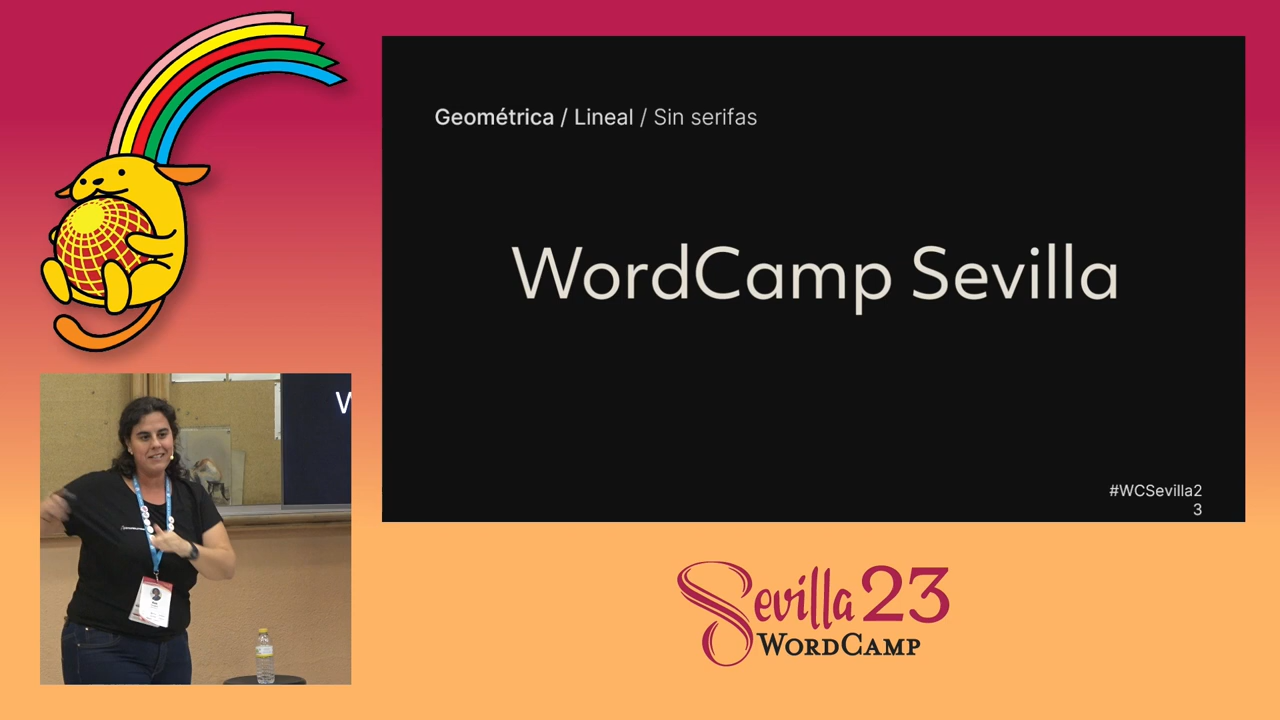 Geométrica / Lineal / Sin serifas
WordCamp Sevilla
#WCSevilla2
3
W
Sevilla 23
WORDCAMP